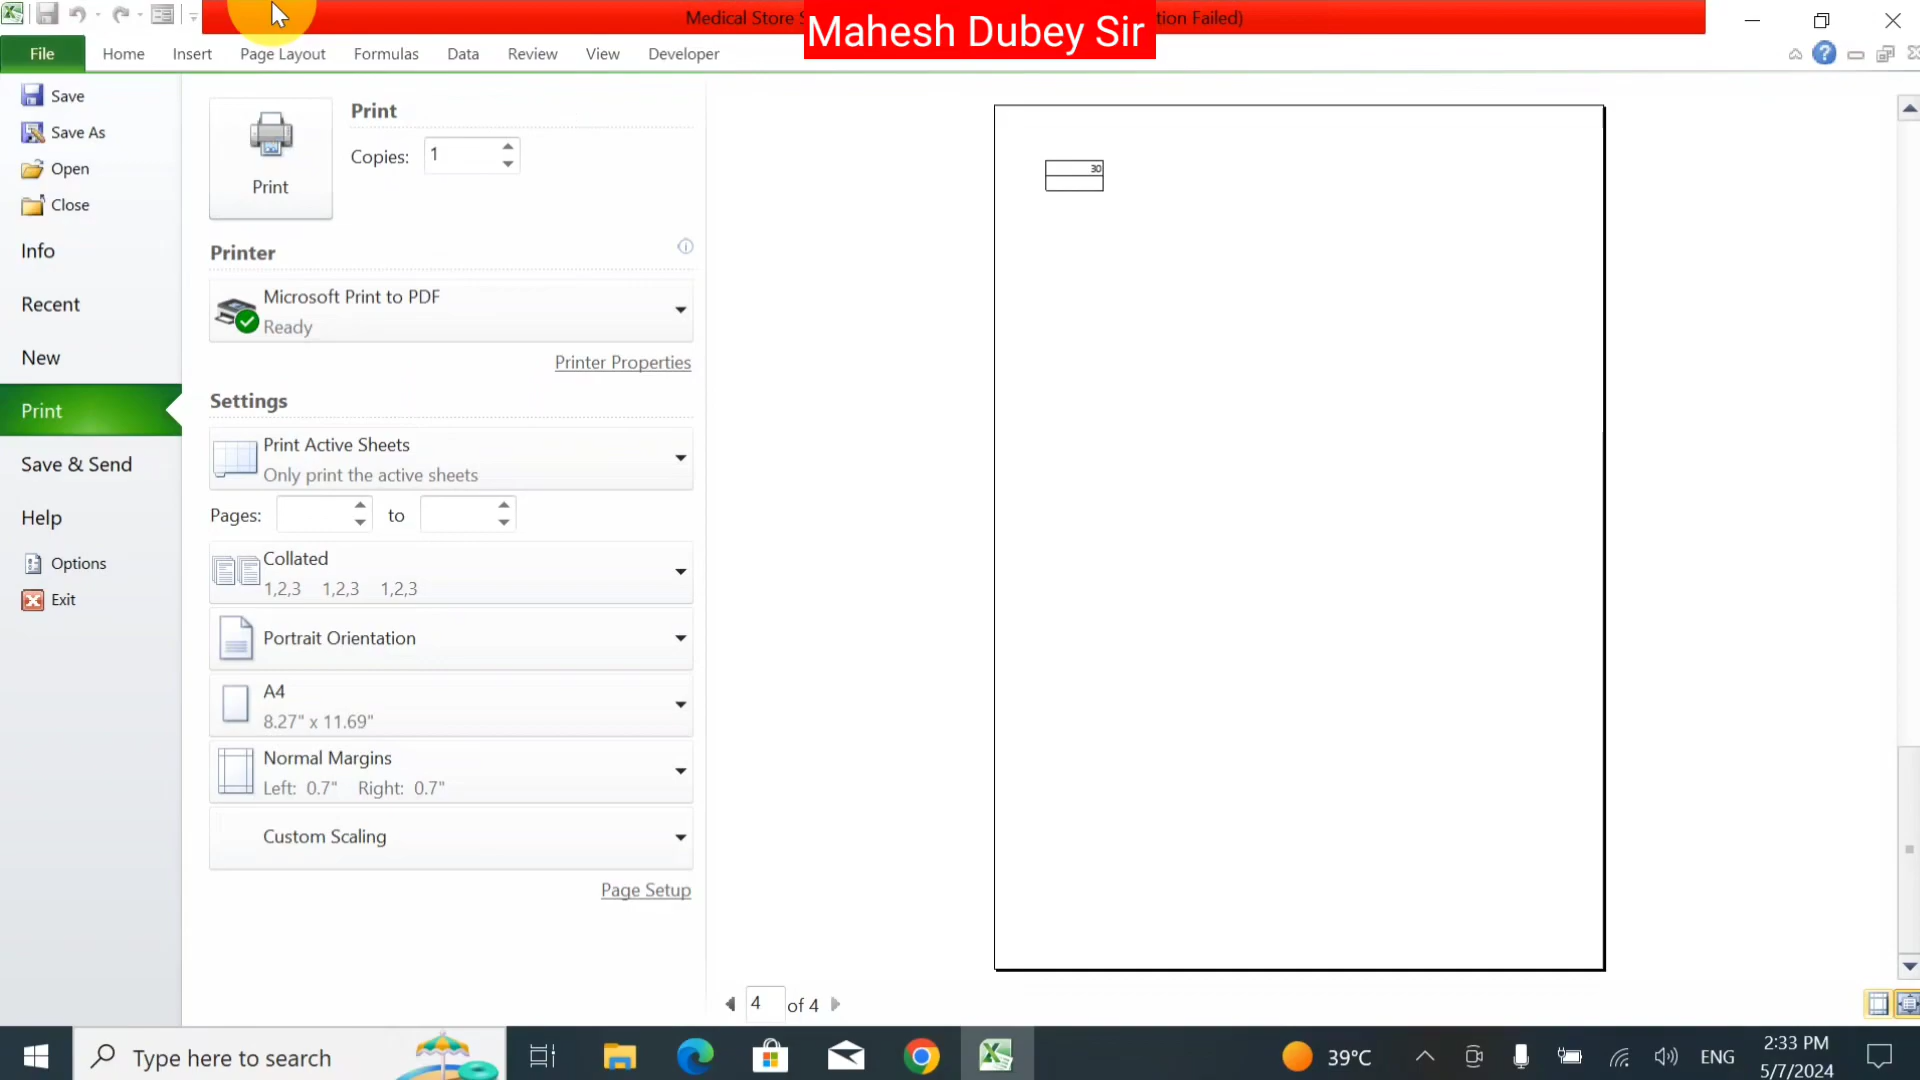 Medical Store S
Mahesh Dubey Sir
tion Failed)
File Home Insert Page Layout Formulas Data Review View Developer
Save
Save As
Open
Close
Info
Recent
New
Print
Save & Send
Help
Options
Exit
Print
Print
Copies: 1
Printer
Microsoft Print to PDF
Ready
Printer Properties
Settings
Print Active Sheets
Only print the active sheets
Pages: to
Collated
1,2,3 1,2,3 1,2,3
Portrait Orientation
A4
8.27" x 11.69"
Normal Margins
Left: 0.7" Right: 0.7"
Custom Scaling
Page Setup
30
4 of 4
Type here to search
39°C
ENG
2:33 PM
5/7/2024